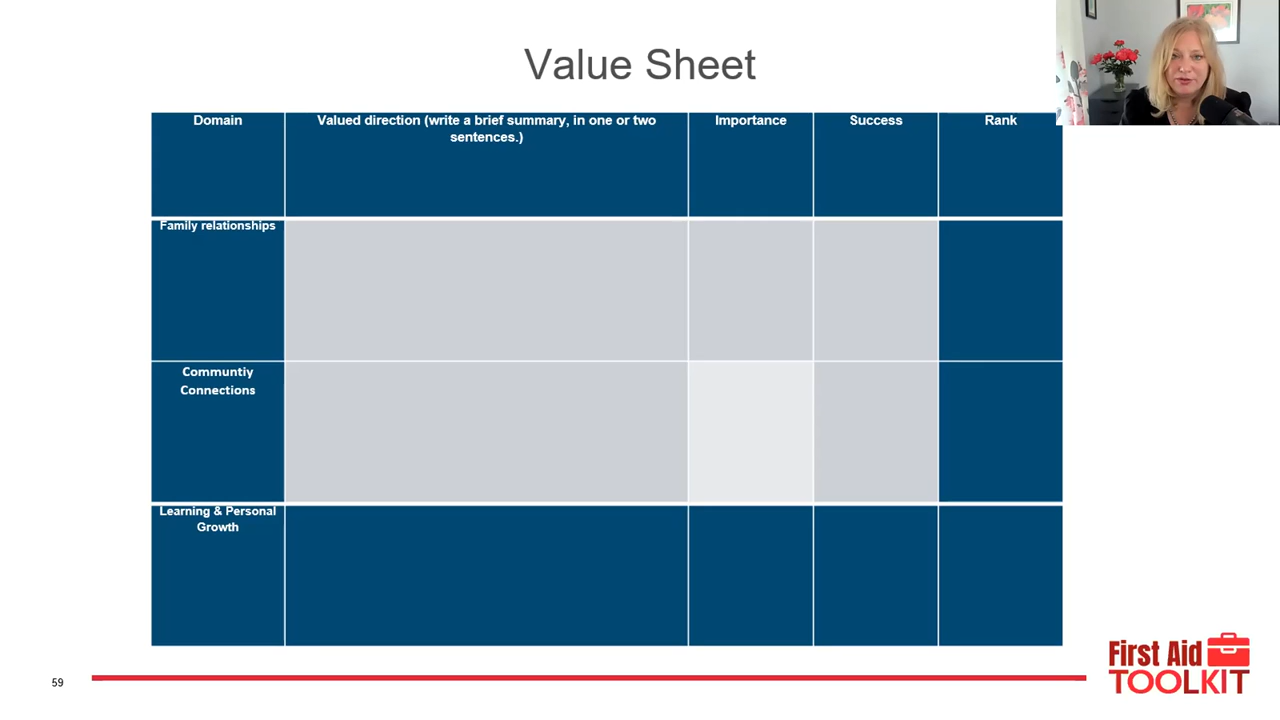 Value Sheet
Domain
Valued direction (write a brief summary, in one or two
sentences.)
Importance
Success
Rank
Family relationships
Communtiy
Connections
Learning & Personal
Growth
59
First Aid
TOOLKIT